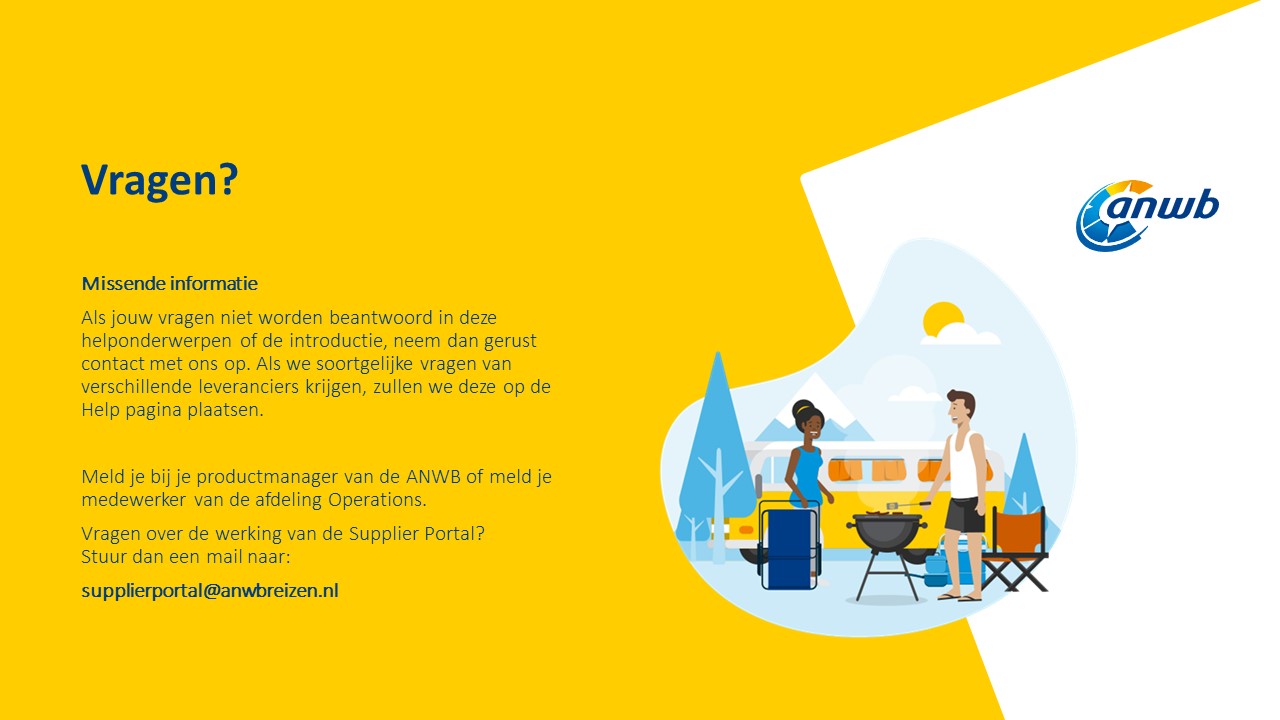 Vragen?
anwb
Missende informatie
Als jouw vragen niet worden beantwoord in deze
helponderwerpen of de introductie, neem dan gerust
contact met ons op. Als we soortgelijke vragen van
verschillende leveranciers krijgen, zullen we deze op de
Help pagina plaatsen.
Meld je bij je productmanager van de ANWB of meld je
medewerker van de afdeling Operations.
Vragen over de werking van de Supplier Portal?
Stuur dan een mail naar:
supplierportal@anwbreizen.nl